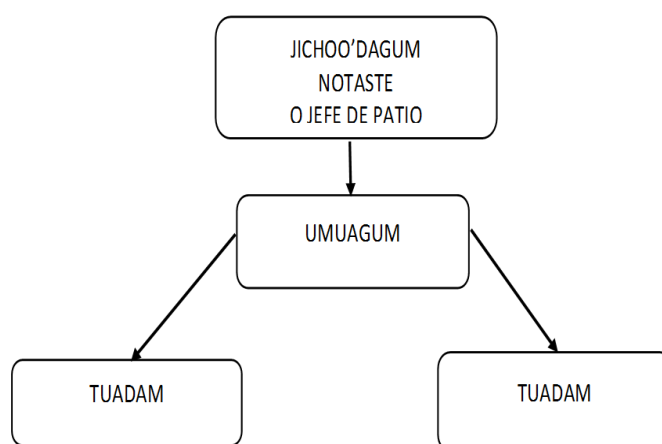 JICHOO'DAGUM
NOTASTE
O JEFE DE PATIO
UMUAGUM
TUADAM
TUADAM